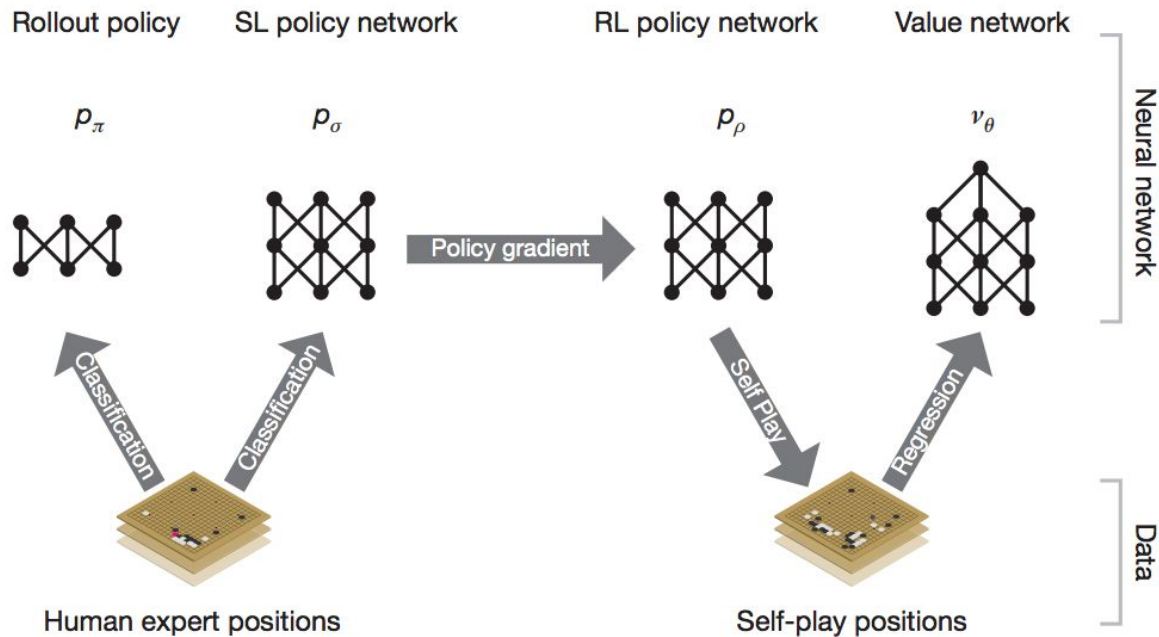 Rollout policy
SL policy network
RL policy network
Value network
pπ
pσ
pρ
νθ
Neural network
Policy gradient
Classification
Classification
Self Play
Regression
Data
Human expert positions
Self-play positions